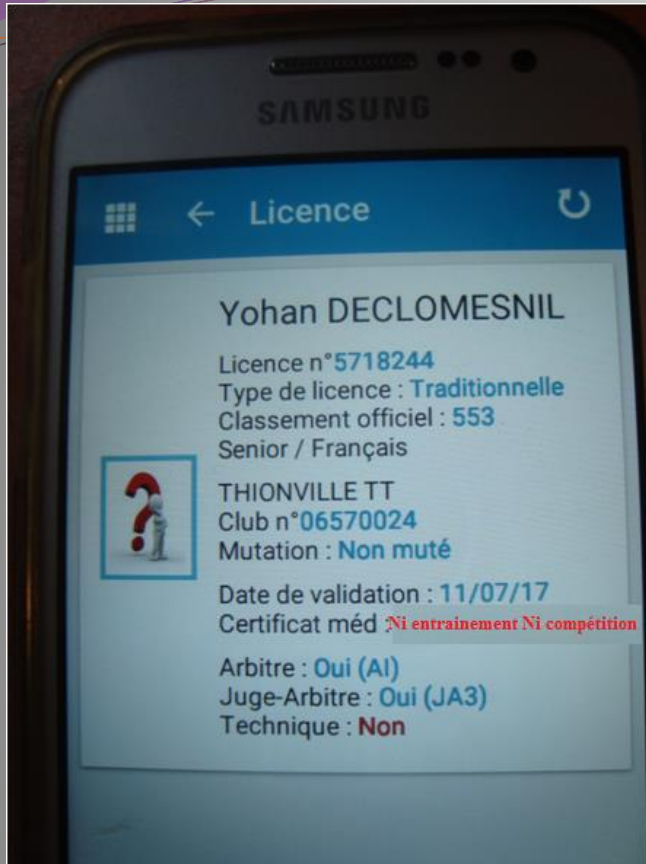 SAMSUNG
Licence
Yohan DECLOMESNIL
Licence n°5718244
Type de licence : Traditionnelle
Classement officiel : 553
Senior / Français
THIONVILLE TT
Club n°06570024
Mutation : Non muté
Date de validation : 11/07/17
Certificat méd : Ni entrainement Ni compétition
Arbitre : Oui (AI)
Juge-Arbitre : Oui (JA3)
Technique : Non